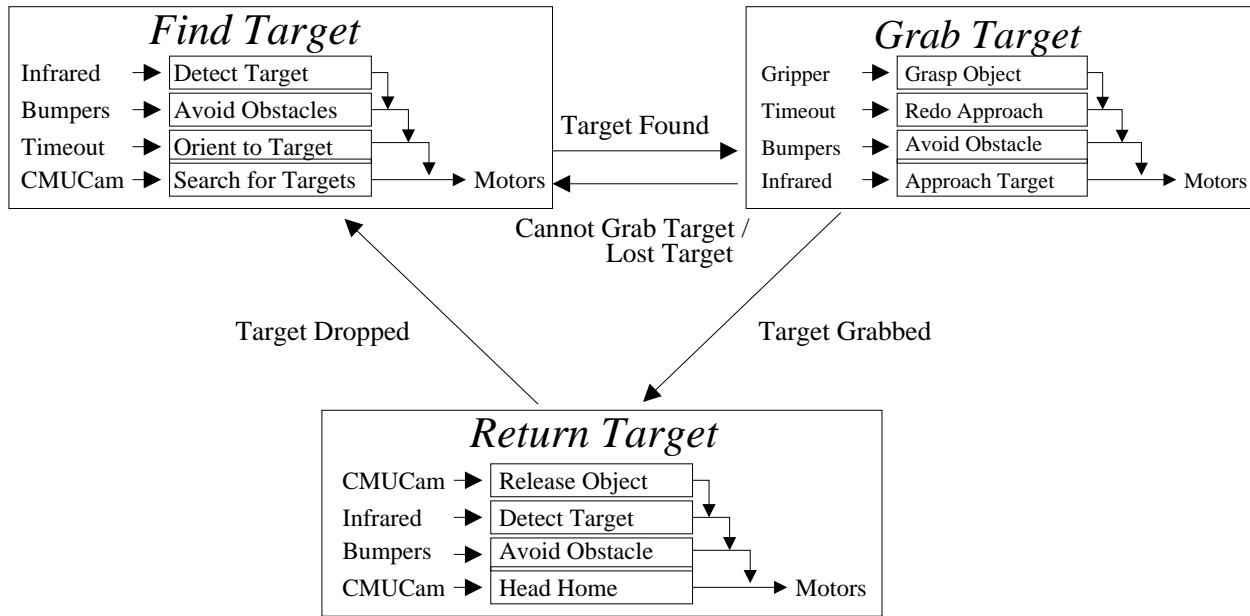 Find Target
Infrared Detect Target
Bumpers Avoid Obstacles
Timeout Orient to Target
CMUCam Search for Targets Motors
Target Found
Cannot Grab Target /
Lost Target
Grab Target
Gripper Grasp Object
Timeout Redo Approach
Bumpers Avoid Obstacle
Infrared Approach Target Motors
Target Dropped
Target Grabbed
Return Target
CMUCam Release Object
Infrared Detect Target
Bumpers Avoid Obstacle
CMUCam Head Home Motors